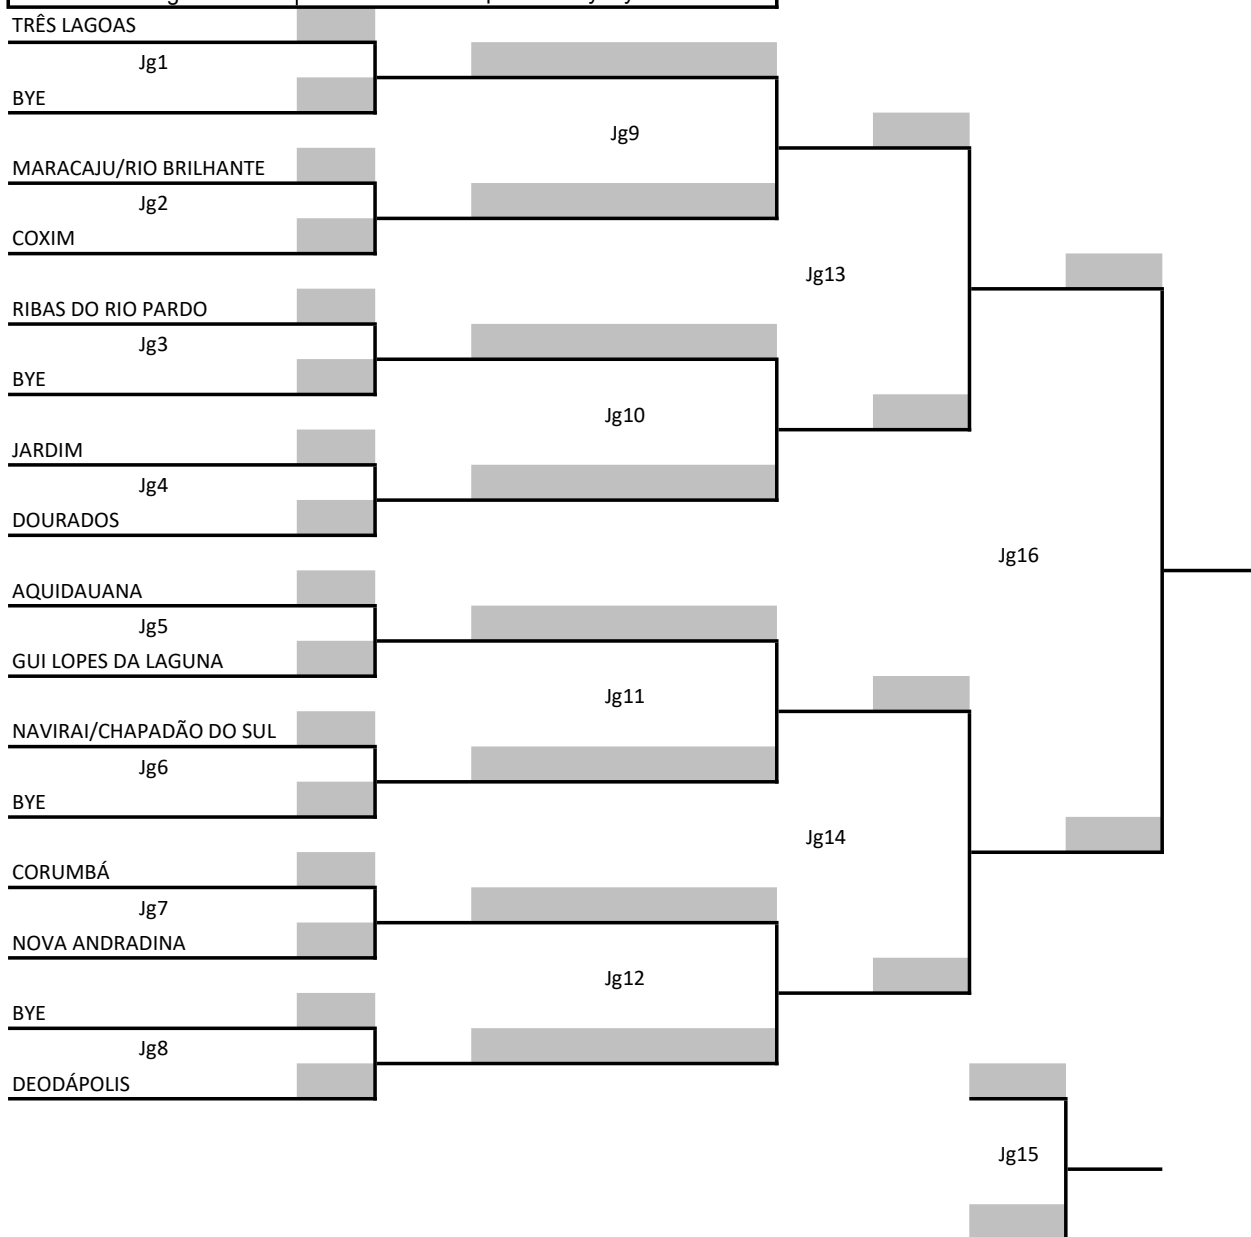 TRÊS LAGOAS
Jg1
BYE
Jg9
MARACAJU/RIO BRILHANTE
Jg2
COXIM
Jg13
RIBAS DO RIO PARDO
Jg3
BYE
Jg10
JARDIM
Jg4
DOURADOS
Jg16
AQUIDAUANA
Jg5
GUI LOPES DA LAGUNA
Jg11
NAVIRAI/CHAPADÃO DO SUL
Jg6
BYE
Jg14
CORUMBÁ
Jg7
NOVA ANDRADINA
Jg12
BYE
Jg8
DEODÁPOLIS
Jg15